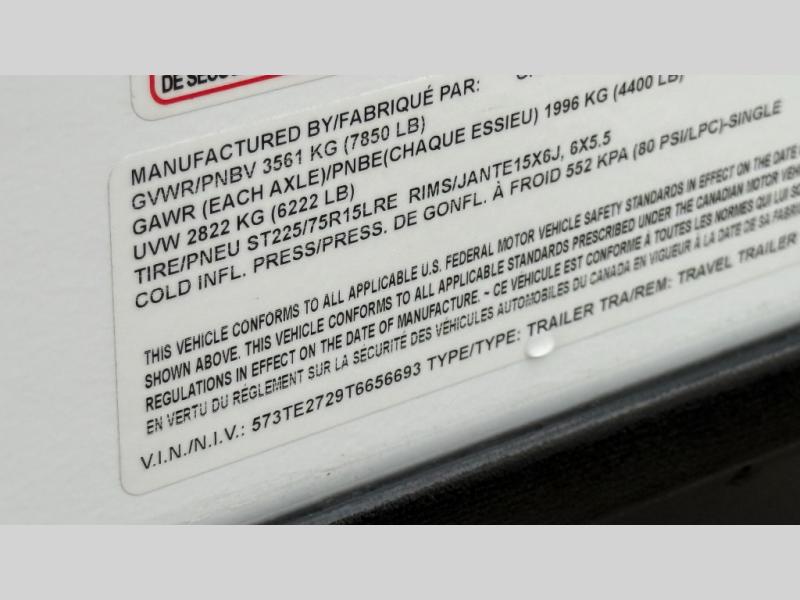 DE
MANUFACTURED BY/FABRIQUÉ PAR:
GVWR/PNBV 3561 KG (7850 LB)
GAWR (EACH AXLE)/PNBE(CHAQUE ESSIEU) 1996 KG (4400 LB)
UVW 2822 KG (6222 LB)
TIRE/PNEU ST225/75R15LRE RIMS/JANTE15X6J, 6X5.5
COLD INFL. PRESS/PRESS. DE GONFL. À FROID 552 KPA (80 PSI/LPC)-SINGLE
THIS VEHICLE CONFORMS TO ALL APPLICABLE U.S. FEDERAL MOTOR VEHICLE SAFETY STANDARDS IN EFFECT ON THE DATE
SHOWN ABOVE. THIS VEHICLE CONFORMS TO ALL APPLICABLE STANDARDS PRESCRIBED UNDER THE CANADIAN MOTOR
REGULATIONS IN EFFECT ON THE DATE OF MANUFACTURE. - CE VÉHICULE EST CONFORME À TOUTES LES NORMES QUI LUI
EN VERTU DU RÉGLEMENT SUR LA SÉCURITÉ DES VÉHICULES AUTOMOBILES DU CANADA EN VIGUEUR À LA DATE DE SA
V.I.N./N.I.V.: 573TE2729T6656693 TYPE/TYPE: TRAILER TRA/REM: TRAVEL TRAILER